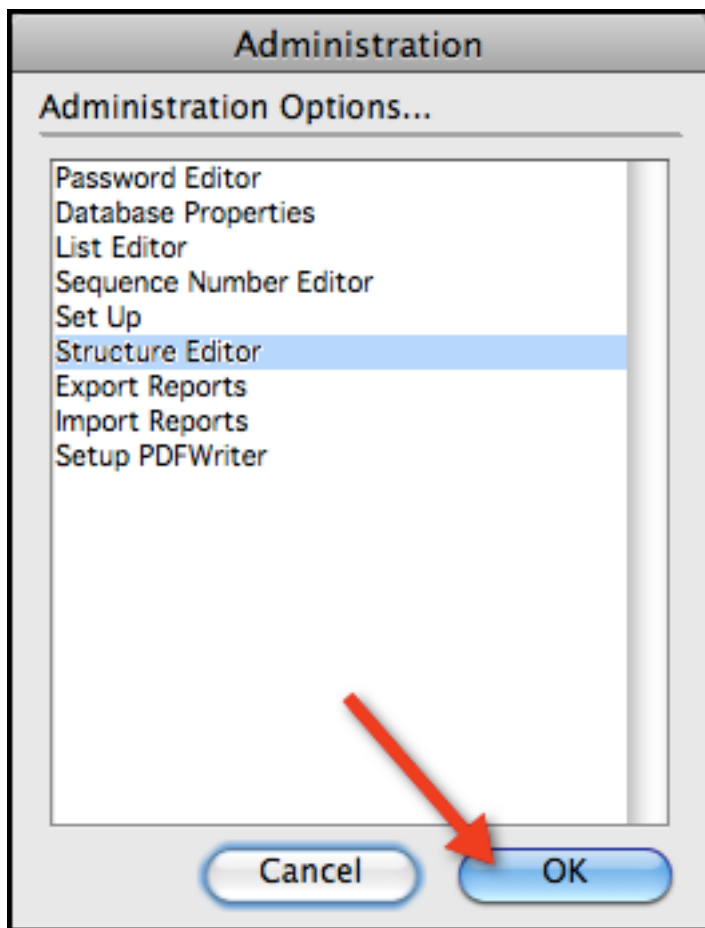 Administration
Administration Options...
Password Editor
Database Properties
List Editor
Sequence Number Editor
Set Up
Structure Editor
Export Reports
Import Reports
Setup PDFWriter
Cancel OK